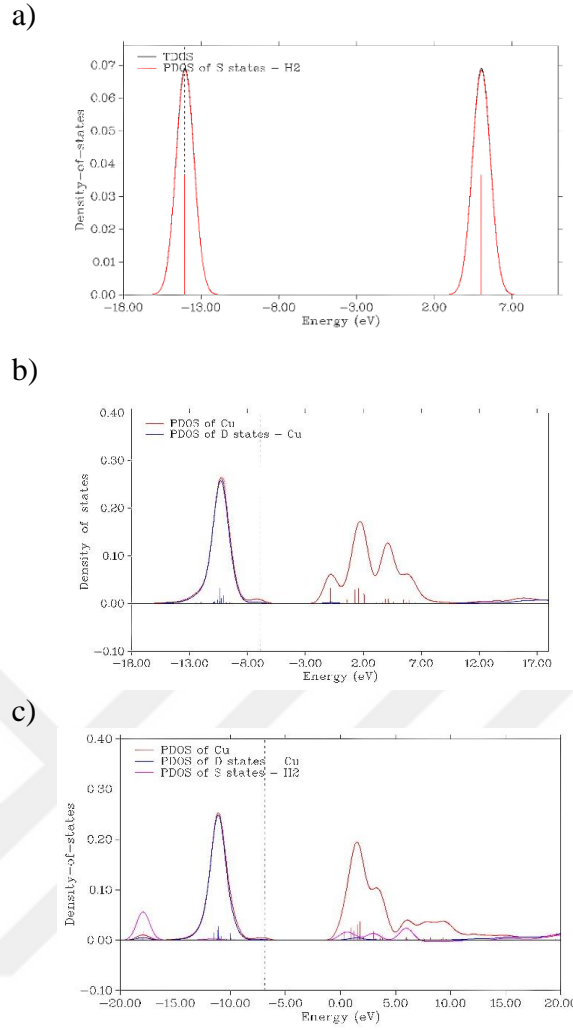 a)
TDOS
PDOS of S states - H2
0.07
0.06
0.05
0.04
0.03
0.02
0.01
0.00
Density-of-states
-18.00 -13.00 -8.00 -3.00 2.00 7.00
Energy (eV)
b)
0.40
PDOS of Cu
PDOS of D states - Cu
0.30
0.20
0.10
0.00
-0.10
Density of states
-18.00 -13.00 -8.00 -3.00 2.00 7.00 12.00 17.00
Energy (eV)
c)
0.40
PDOS of Cu
PDOS of D states - Cu
PDOS of S states - H2
0.30
0.20
0.10
0.00
-0.10
Density-of-states
-20.00 -15.00 -10.00 -5.00 0.00 5.00 10.00 15.00 20.00
Energy (eV)